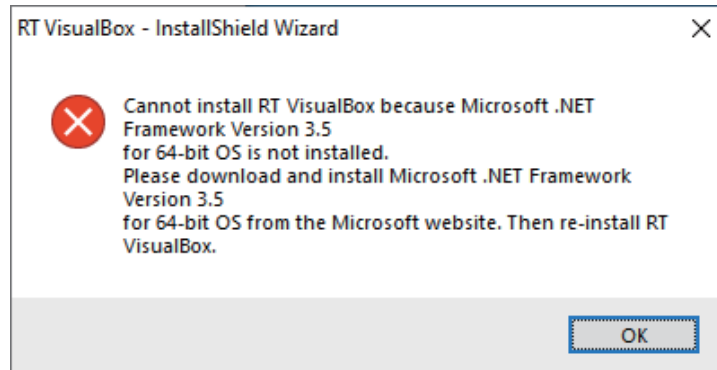 RT VisualBox - InstallShield Wizard
Cannot install RT VisualBox because Microsoft .NET
Framework Version 3.5
for 64-bit OS is not installed.
Please download and install Microsoft .NET Framework
Version 3.5
for 64-bit OS from the Microsoft website. Then re-install RT
VisualBox.
OK